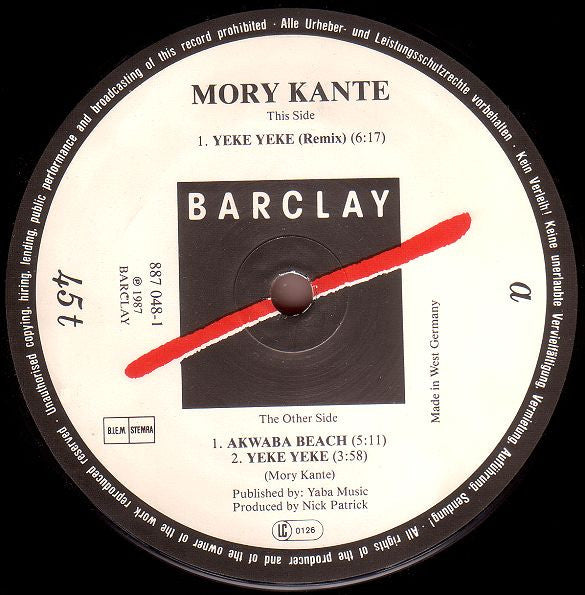 MORY KANTE
This Side
1. YEKE YEKE (Remix) (6:17)
BARCLAY
887 048-1
℗ 1987
BARCLAY
45t
a
Made in West Germany
B.I.E.M. STEMRA
The Other Side
1. AKWABA BEACH (5:11)
2. YEKE YEKE (3:58)
(Mory Kante)
Published by: Yaba Music
Produced by Nick Patrick
LC 0126
Alle Urheber- und Leistungsschutzrechte vorbehalten · Kein Verleih! Keine unerlaubte Vervielfältigung, Vermietung, Aufführung, Sendung! · All rights of the producer and of the owner of the work reproduced reserved · Unauthorised copying, hiring, lending, public performance and broadcasting of this record prohibited ·